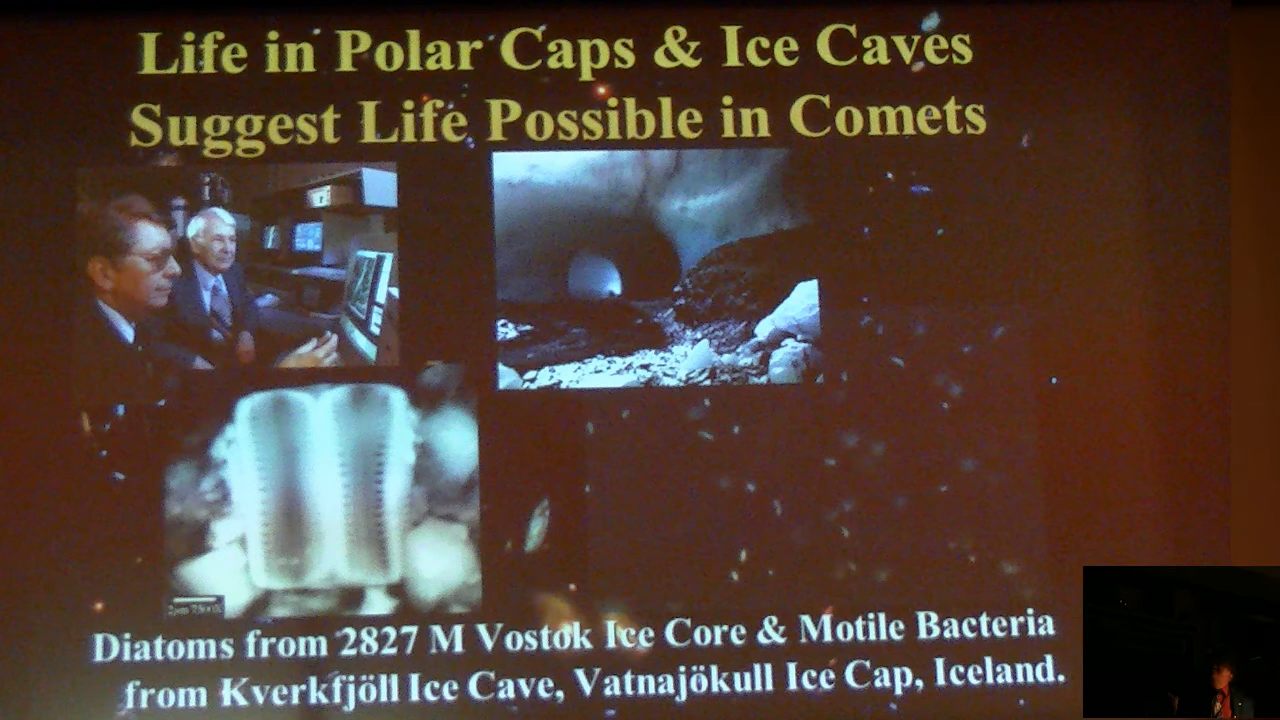 Life in Polar Caps & Ice Caves
Suggest Life Possible in Comets
Diatoms from 2827 M Vostok Ice Core & Motile Bacteria
from Kverkfjöll Ice Cave, Vatnajökull Ice Cap, Iceland.